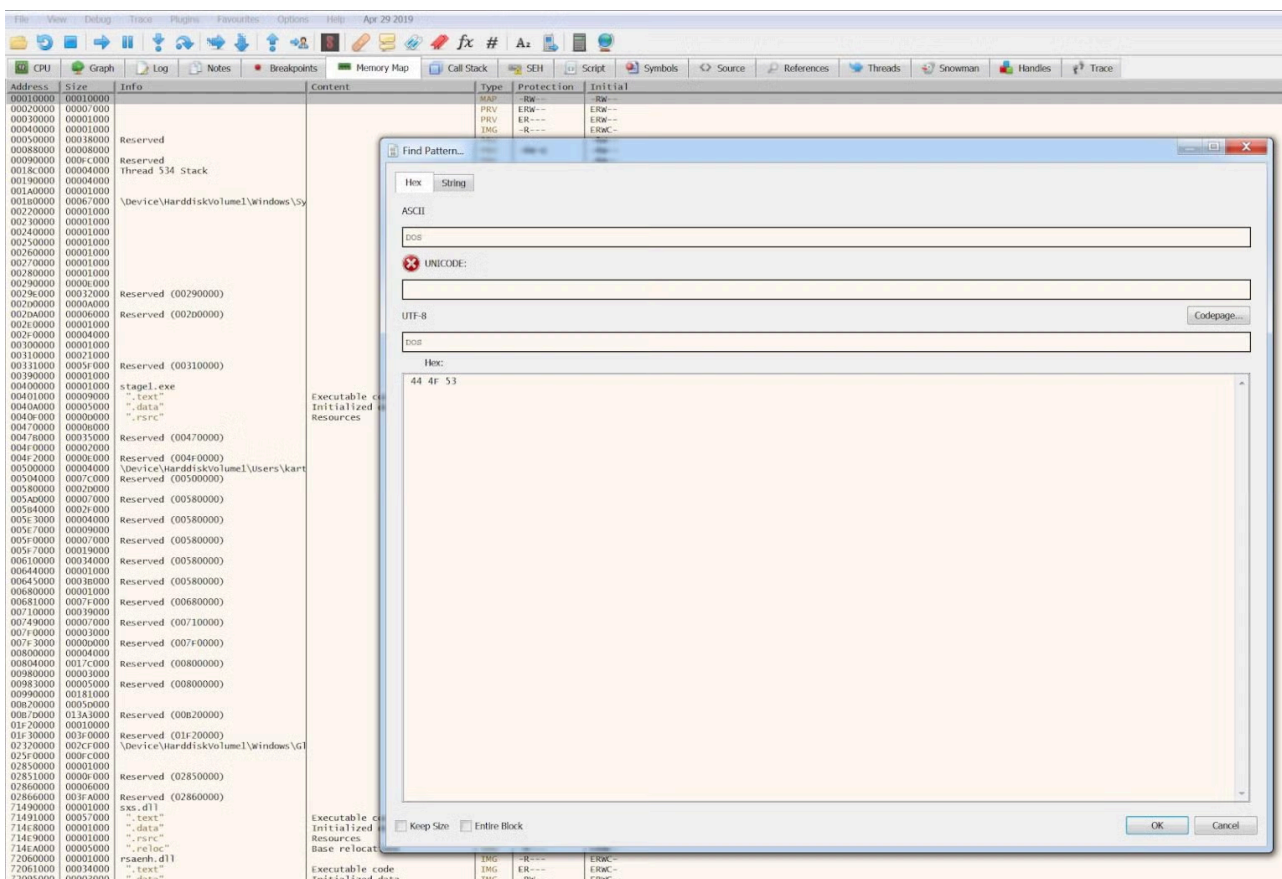 File View Debug Trace Plugins Favourites Options Help Apr 29 2019
CPU Graph Log Notes Breakpoints Memory Map Call Stack SEH Script Symbols Source References Threads Snowman Handles Trace
Address Size Info Content Type Protection Initial
00010000 00010000 MAP -RW-- -RW--
00020000 00007000 PRV ERW-- ERW--
00030000 00001000 PRV ER--- ERW--
00040000 00001000 IMG -R--- ERWC-
00050000 00038000 Reserved
00088000 00008000
00090000 000FC000 Reserved
0018C000 00004000 Thread 534 Stack
00190000 00004000
001A0000 00001000
001B0000 00067000 \Device\HarddiskVolume1\Windows\Sy
00220000 00001000
00230000 00001000
00240000 00001000
00250000 00001000
00260000 00001000
00270000 00001000
00280000 00001000
00290000 0000E000
0029E000 00032000 Reserved (00290000)
002D0000 0000A000
002DA000 00006000 Reserved (002D0000)
002E0000 00001000
002F0000 00004000
00300000 00001000
00310000 00021000
00331000 0005F000 Reserved (00310000)
00390000 00001000
00400000 00001000 stage1.exe
00401000 00009000 ".text" Executable co
0040A000 00005000 ".data" Initialized
0040F000 0000D000 ".rsrc" Resources
00470000 0000B000
0047B000 00035000 Reserved (00470000)
004F0000 00002000
004F2000 0000E000 Reserved (004F0000)
00500000 00004000 \Device\HarddiskVolume1\Users\kart
00504000 0007C000 Reserved (00500000)
00580000 0002D000
005AD000 00007000 Reserved (00580000)
005B4000 0002F000
005E3000 00004000 Reserved (00580000)
005E7000 00009000
005F0000 00007000 Reserved (00580000)
005F7000 00019000
00610000 00034000 Reserved (00580000)
00644000 00001000
00645000 0003B000 Reserved (00580000)
00680000 00001000
00681000 0007F000 Reserved (00680000)
00710000 00039000
00749000 00007000 Reserved (00710000)
007F0000 00003000
007F3000 0000D000 Reserved (007F0000)
00800000 00004000
00804000 0017C000 Reserved (00800000)
00980000 00003000
00983000 00005000 Reserved (00800000)
00990000 00181000
00B20000 0005D000
00B7D000 013A3000 Reserved (00B20000)
01F20000 00010000
01F30000 003F0000 Reserved (01F20000)
02320000 002CF000 \Device\HarddiskVolume1\Windows\Gl
025F0000 000FC000
02850000 00001000
02851000 0000F000 Reserved (02850000)
02860000 00006000
02866000 003FA000 Reserved (02860000)
71490000 00001000 sxs.dll
71491000 00057000 ".text" Executable co
714E8000 00001000 ".data" Initialized
714E9000 00001000 ".rsrc" Resources
714EA000 00005000 ".reloc" Base relocat
72060000 00001000 rsaenh.dll IMG -R--- ERWC-
72061000 00034000 ".text" Executable code IMG ER--- ERWC-
Find Pattern...
Hex String
ASCII
DOS
UNICODE:
UTF-8
Codepage...
DOS
Hex:
44 4F 53
Keep Size Entire Block OK Cancel